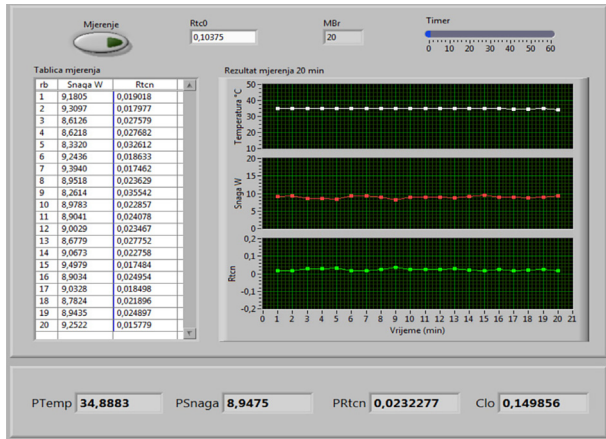 Mjerenje
Rtc0
0,10375
MBr
20
Timer
0 10 20 30 40 50 60
Tablica mjerenja
rb Snaga W Rtcn
1 9,1805 0,019018
2 9,3097 0,017977
3 8,6126 0,027579
4 8,6218 0,027682
5 8,3320 0,032612
6 9,2436 0,018633
7 9,3940 0,017462
8 8,9518 0,023629
9 8,2614 0,035542
10 8,9783 0,022857
11 8,9041 0,024078
12 9,0029 0,023467
13 8,6779 0,027752
14 9,0673 0,022758
15 9,4979 0,017484
16 8,9034 0,024954
17 9,0328 0,018498
18 8,7824 0,021896
19 8,9435 0,024897
20 9,2522 0,015779
Rezultat mjerenja 20 min
Temperatura °C
50
40
30
20
10
Snaga W
20
15
10
5
0
Rtcn
0,2
0,1
0
-0,1
-0,2
0 1 2 3 4 5 6 7 8 9 10 11 12 13 14 15 16 17 18 19 20 21
Vrijeme (min)
PTemp 34,8883 PSnaga 8,9475 PRtcn 0,0232277 Clo 0,149856